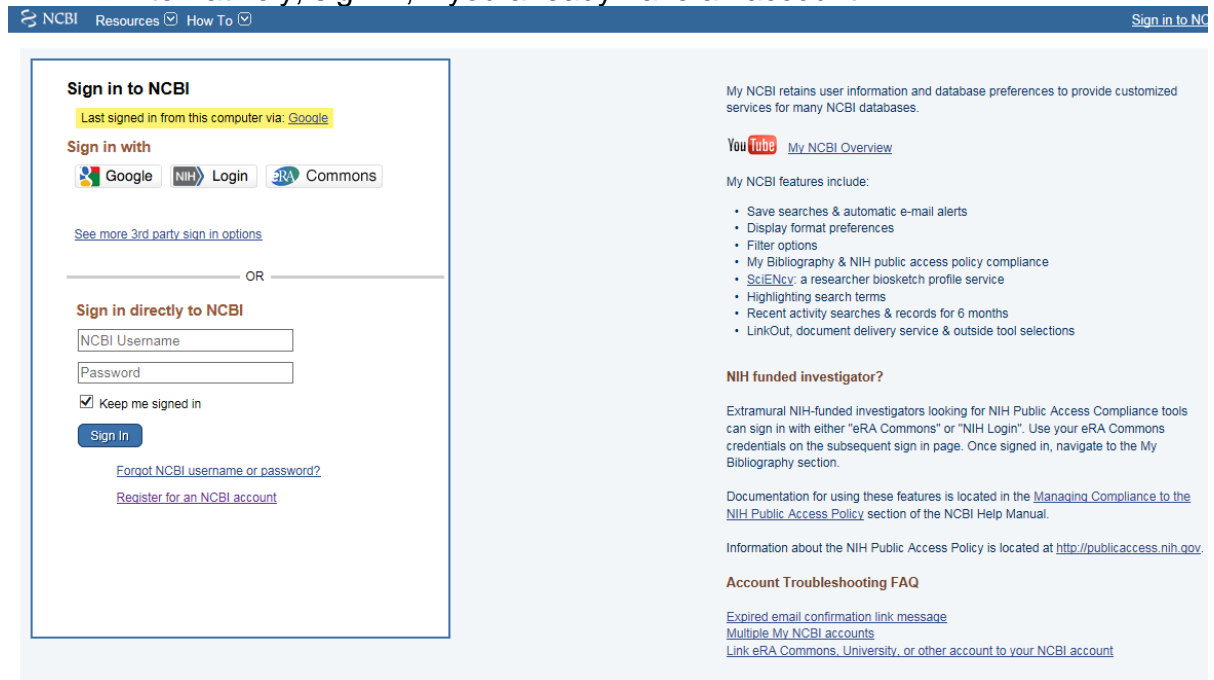 NCBI Resources How To Sign in to NC
Sign in to NCBI
Last signed in from this computer via: Google
Sign in with
Google NIH Login eRA Commons
See more 3rd party sign in options
OR
Sign in directly to NCBI
NCBI Username
Password
Keep me signed in
Sign In
Forgot NCBI username or password?
Register for an NCBI account
My NCBI retains user information and database preferences to provide customized
services for many NCBI databases.
YouTube My NCBI Overview
My NCBI features include:
• Save searches & automatic e-mail alerts
• Display format preferences
• Filter options
• My Bibliography & NIH public access policy compliance
• SciENcv: a researcher biosketch profile service
• Highlighting search terms
• Recent activity searches & records for 6 months
• LinkOut, document delivery service & outside tool selections
NIH funded investigator?
Extramural NIH-funded investigators looking for NIH Public Access Compliance tools
can sign in with either "eRA Commons" or "NIH Login". Use your eRA Commons
credentials on the subsequent sign in page. Once signed in, navigate to the My
Bibliography section.
Documentation for using these features is located in the Managing Compliance to the
NIH Public Access Policy section of the NCBI Help Manual.
Information about the NIH Public Access Policy is located at http://publicaccess.nih.gov.
Account Troubleshooting FAQ
Expired email confirmation link message
Multiple My NCBI accounts
Link eRA Commons, University, or other account to your NCBI account